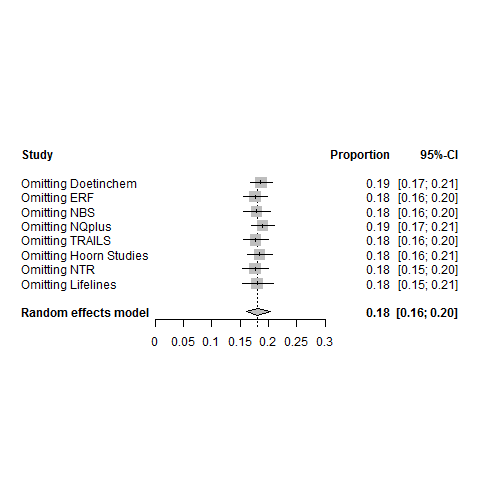 Study Proportion 95%-CI
Omitting Doetinchem 0.19 [0.17; 0.21]
Omitting ERF 0.18 [0.16; 0.20]
Omitting NBS 0.18 [0.16; 0.20]
Omitting NQplus 0.19 [0.17; 0.21]
Omitting TRAILS 0.18 [0.16; 0.20]
Omitting Hoorn Studies 0.18 [0.16; 0.21]
Omitting NTR 0.18 [0.15; 0.20]
Omitting Lifelines 0.18 [0.15; 0.21]
Random effects model 0.18 [0.16; 0.20]
0 0.05 0.1 0.15 0.2 0.25 0.3